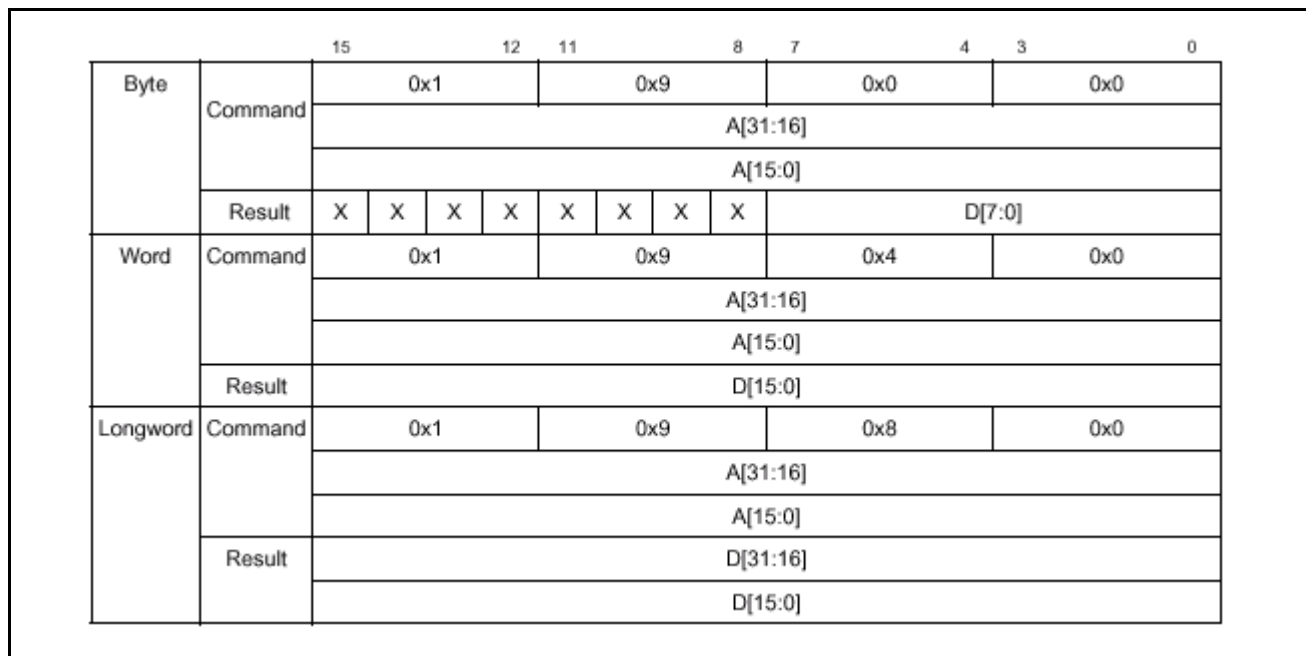 15 12 11 8 7 4 3 0
Byte Command 0x1 0x9 0x0 0x0
A[31:16]
A[15:0]
Result X X X X X X X X D[7:0]
Word Command 0x1 0x9 0x4 0x0
A[31:16]
A[15:0]
Result D[15:0]
Longword Command 0x1 0x9 0x8 0x0
A[31:16]
A[15:0]
Result D[31:16]
D[15:0]